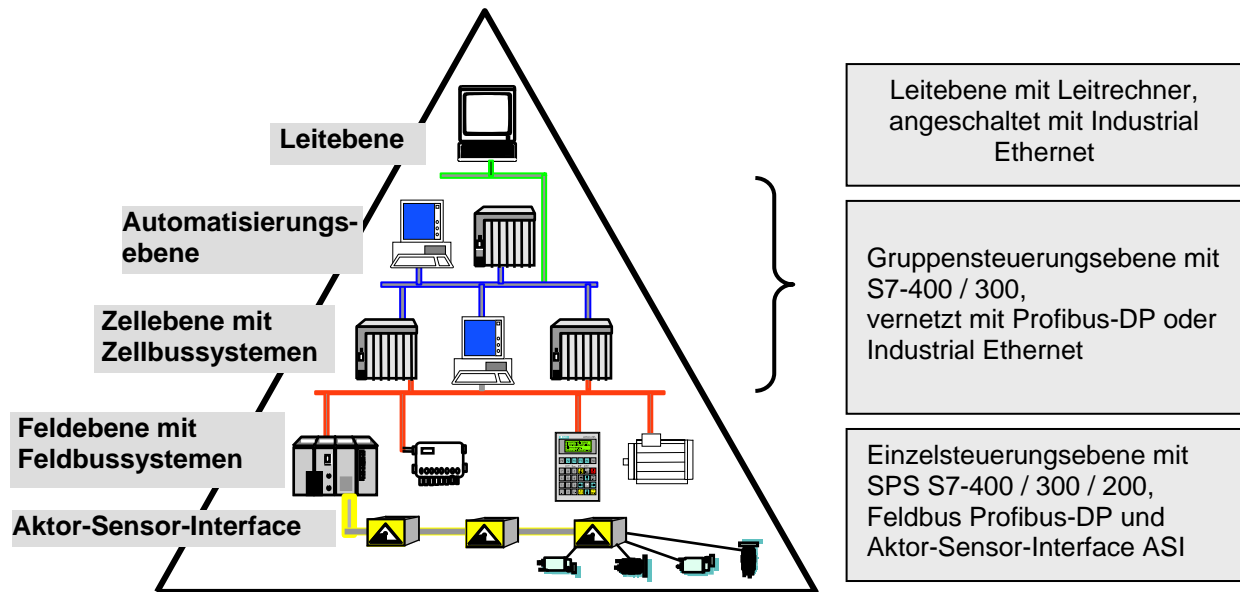 Leitebene
Automatisierungs-
ebene
Zellebene mit
Zellbussystemen
Feldebene mit
Feldbussystemen
Aktor-Sensor-Interface
Leitebene mit Leitrechner,
angeschaltet mit Industrial
Ethernet
Gruppensteuerungsebene mit
S7-400 / 300,
vernetzt mit Profibus-DP oder
Industrial Ethernet
Einzelsteuerungsebene mit
SPS S7-400 / 300 / 200,
Feldbus Profibus-DP und
Aktor-Sensor-Interface ASI